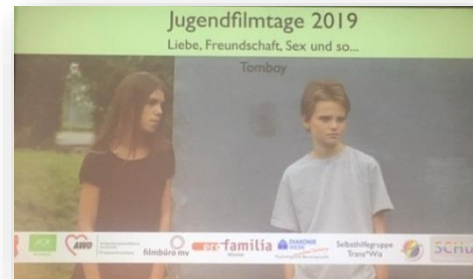 Jugendfilmtage 2019
Liebe, Freundschaft, Sex und so...
Tomboy
AWO
filmbüro mv
pro familia
DIAKONIE
Selbsthilfegruppe
Trans*Wis
SCHU